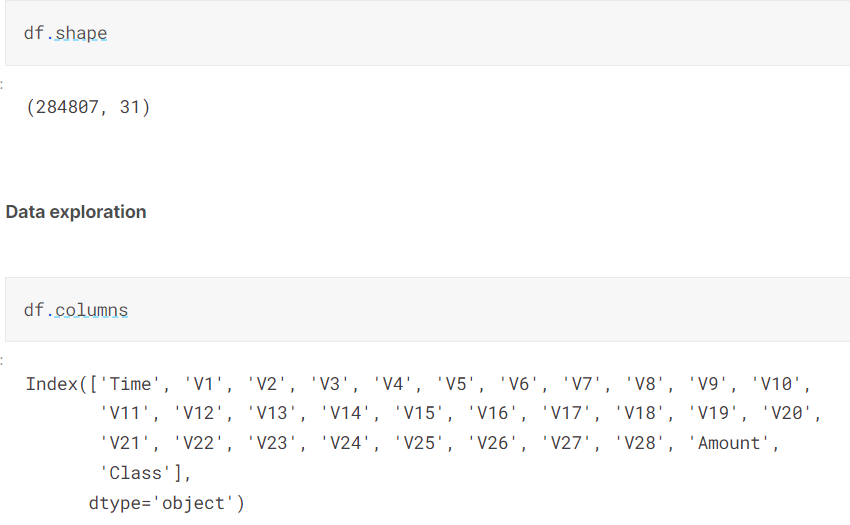 df.shape
:
(284807, 31)
Data exploration
df.columns
:
Index(['Time', 'V1', 'V2', 'V3', 'V4', 'V5', 'V6', 'V7', 'V8', 'V9', 'V10',
'V11', 'V12', 'V13', 'V14', 'V15', 'V16', 'V17', 'V18', 'V19', 'V20',
'V21', 'V22', 'V23', 'V24', 'V25', 'V26', 'V27', 'V28', 'Amount',
'Class'],
dtype='object')